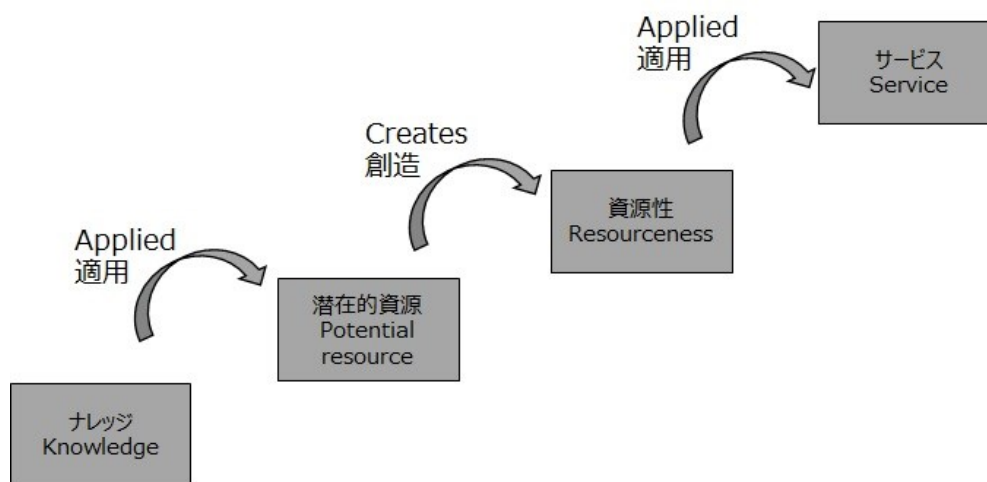 Applied
適用
サービス
Service
Creates
創造
資源性
Resourceness
Applied
適用
潜在的資源
Potential
resource
ナレッジ
Knowledge